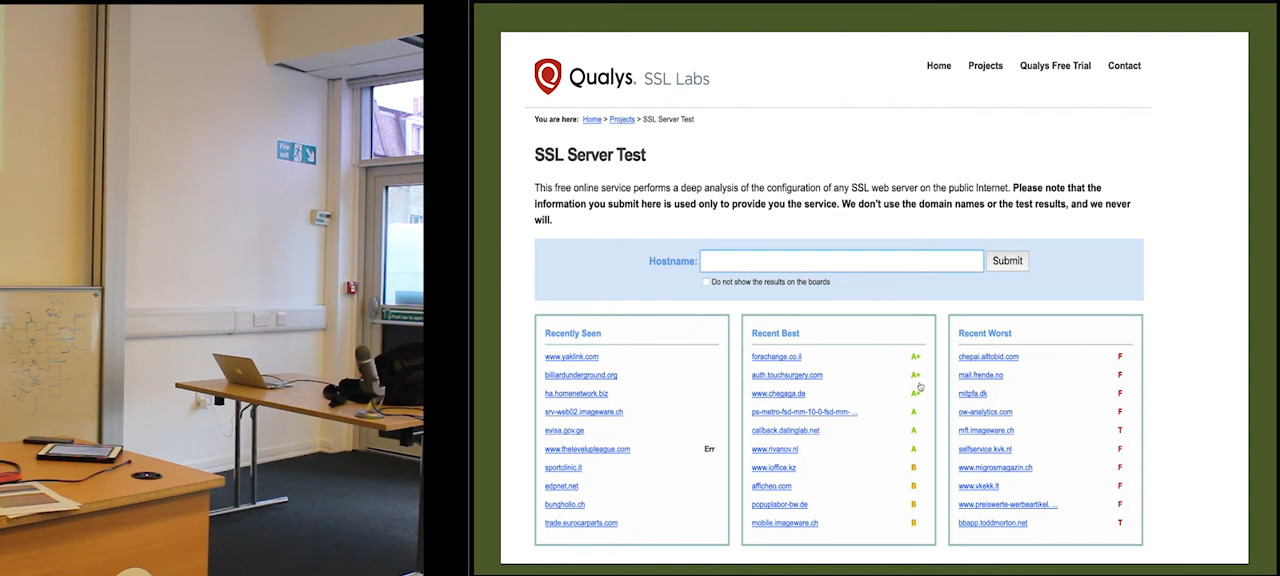 Fire
exit
Qualys. SSL Labs
Home Projects Qualys Free Trial Contact
You are here: Home > Projects > SSL Server Test
SSL Server Test
This free online service performs a deep analysis of the configuration of any SSL web server on the public Internet. Please note that the
information you submit here is used only to provide you the service. We don't use the domain names or the test results, and we never
will.
Hostname: Submit
Do not show the results on the boards
Recently Seen
www.yaklink.com
billiardunderground.org
ha.homenetwork.biz
srv-web02.imageware.ch
evisa.gov.ge
www.thelevelupleague.com Err
sportclinic.it
edpnet.net
bungholio.ch
trade.eurocarparts.com
Recent Best
forachange.co.il A+
auth.touchsurgery.com A+
www.chegaga.de A+
ps-metro-fsd-mm-10-0-fsd-mm- ... A
callback.datinglab.net A
www.rivanov.nl A
www.ioffice.kz B
afficheo.com B
popuplabor-bw.de B
mobile.imageware.ch B
Recent Worst
chepai.alltobid.com F
mail.frende.no F
mitpfa.dk F
ow-analytics.com F
mft.imageware.ch T
selfservice.kvk.nl F
www.migrosmagazin.ch F
www.vkekk.lt F
www.preiswerte-werbeartikel. ... F
bbapp.toddmorton.net T